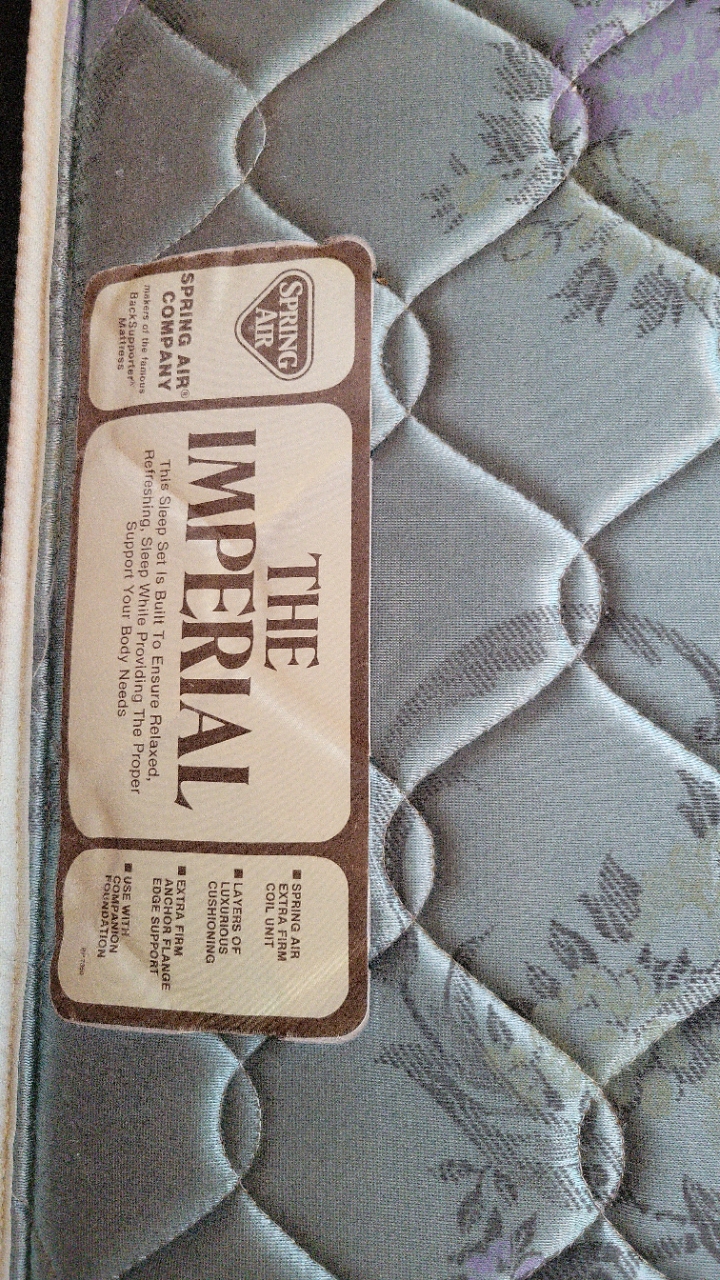 SPRING
AIR
SPRING AIR®
COMPANY
makers of the famous
BackSupporter
Mattress
THE
IMPERIAL
This Sleep Set Is Built To Ensure Relaxed,
Refreshing, Sleep While Providing The Proper
Support Your Body Needs
■ SPRING AIR
EXTRA FIRM
COIL UNIT
■ LAYERS OF
LUXURIOUS
CUSHIONING
■ EXTRA FIRM
ANCHOR FLANGE
EDGE SUPPORT
■ USE WITH
COMPANION
FOUNDATION